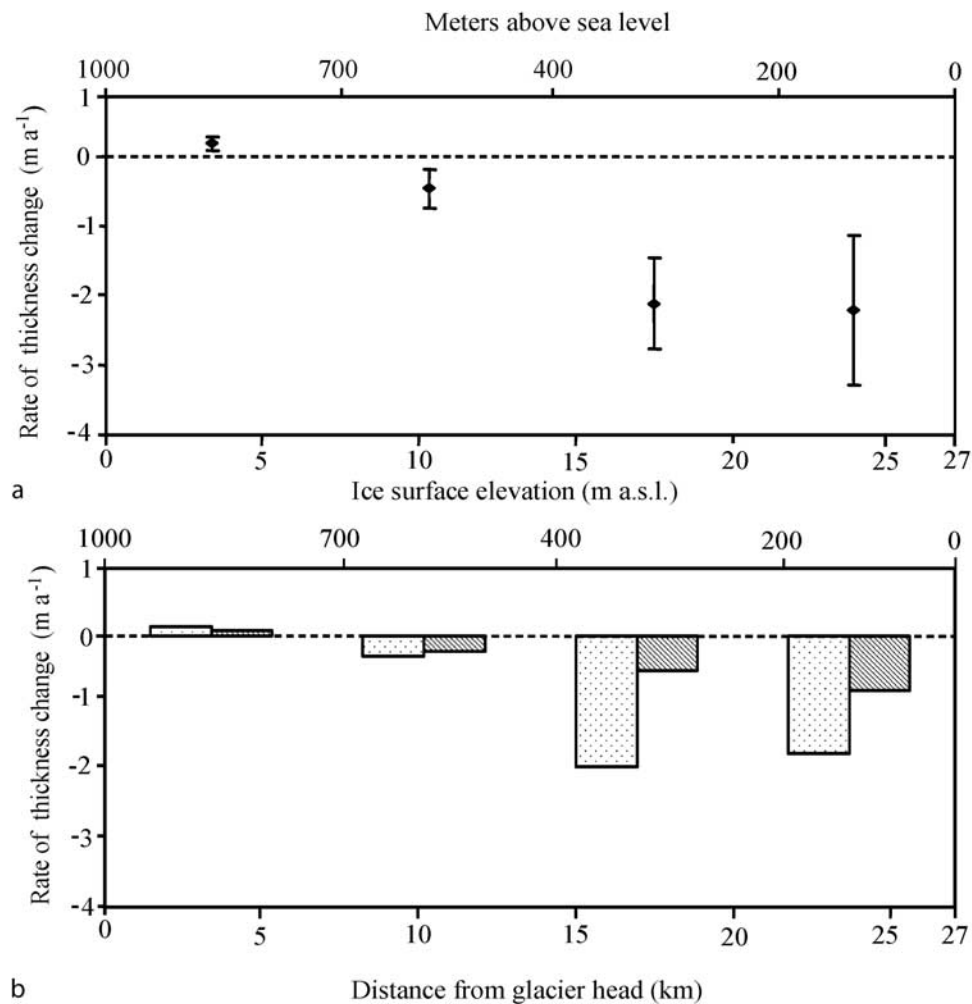 Meters above sea level
1000 700 400 200 0
Rate of thickness change (m a⁻¹)
1
0
-1
-2
-3
-4
0 5 10 15 20 25 27
a
Ice surface elevation (m a.s.l.)
1000 700 400 200 0
Rate of thickness change (m a⁻¹)
1
0
-1
-2
-3
-4
0 5 10 15 20 25 27
b
Distance from glacier head (km)